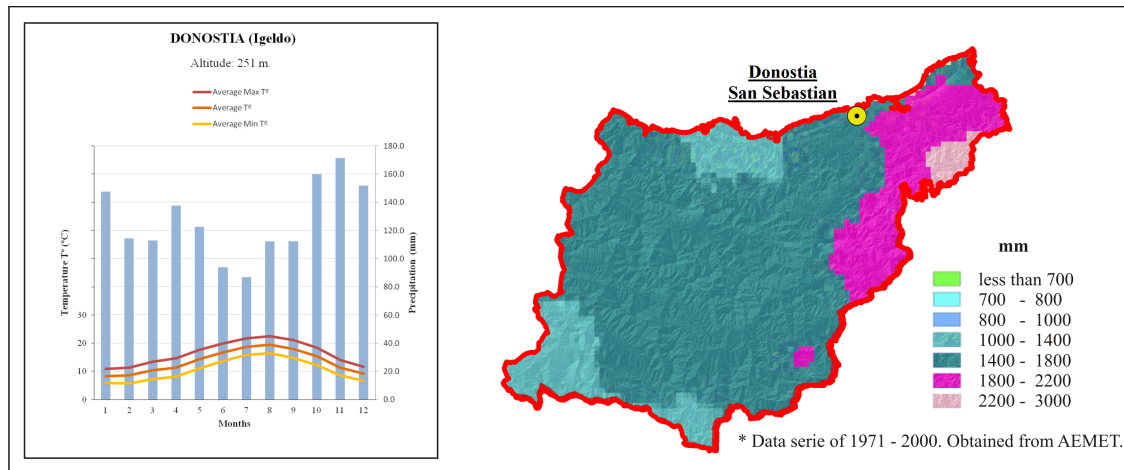 DONOSTIA (Igeldo)
Altitude: 251 m.
Average Max Tº
Average Tº
Average Min Tº
Temperature Tº (ºC)
30
20
10
0
180.0
160.0
140.0
120.0
100.0
80.0
60.0
40.0
20.0
0.0
Precipitation (mm)
1 2 3 4 5 6 7 8 9 10 11 12
Months
Donostia
San Sebastian
mm
less than 700
700 - 800
800 - 1000
1000 - 1400
1400 - 1800
1800 - 2200
2200 - 3000
* Data serie of 1971 - 2000. Obtained from AEMET.